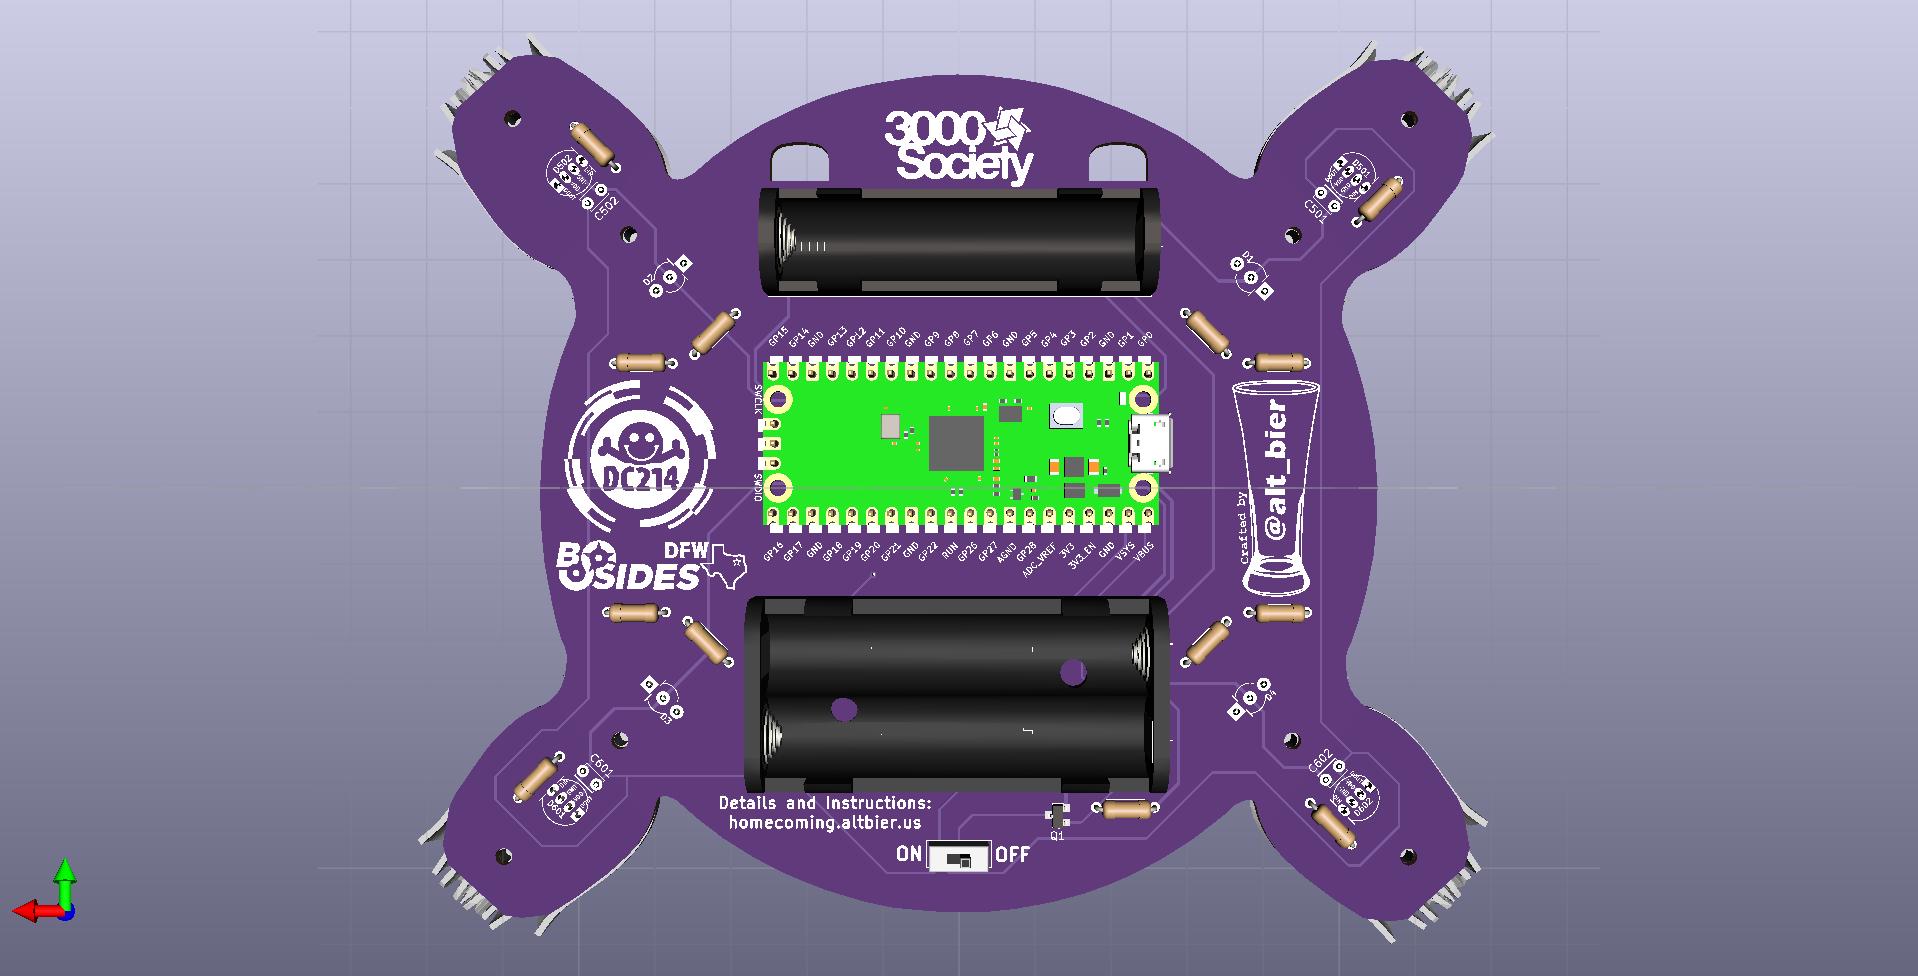 3000
Society
D502
C502
D501
C501
D2
D1
GP15
GP14
GND
GP13
GP12
GP11
GP10
GND
GP9
GP8
GP7
GP6
GND
GP5
GP4
GP3
GP2
GND
GP1
GP0
SWCLK
SWDIO
DC214
@alt_bier
Crafted by
BSIDES
DFW
GP16
GP17
GND
GP18
GP19
GP20
GP21
GND
GP22
RUN
GP26
GP27
AGND
GP28
ADC_VREF
3V3
3V3_EN
GND
VSYS
VBUS
D3
D4
C601
D601
C602
D602
Details and Instructions:
homecoming.altbier.us
Q1
ON
OFF